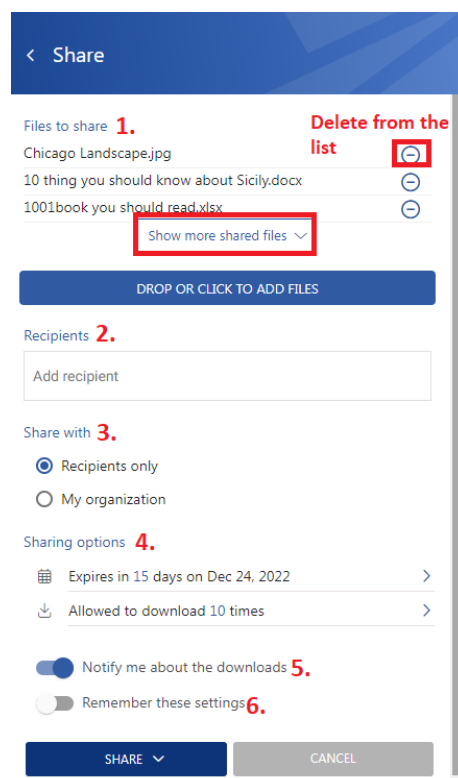 Share
Files to share 1.
Delete from the
list
Chicago Landscape.jpg
10 thing you should know about Sicily.docx
1001book you should read.xlsx
Show more shared files
DROP OR CLICK TO ADD FILES
Recipients 2.
Add recipient
Share with 3.
Recipients only
My organization
Sharing options 4.
Expires in 15 days on Dec 24, 2022
Allowed to download 10 times
Notify me about the downloads 5.
Remember these settings 6.
SHARE
CANCEL